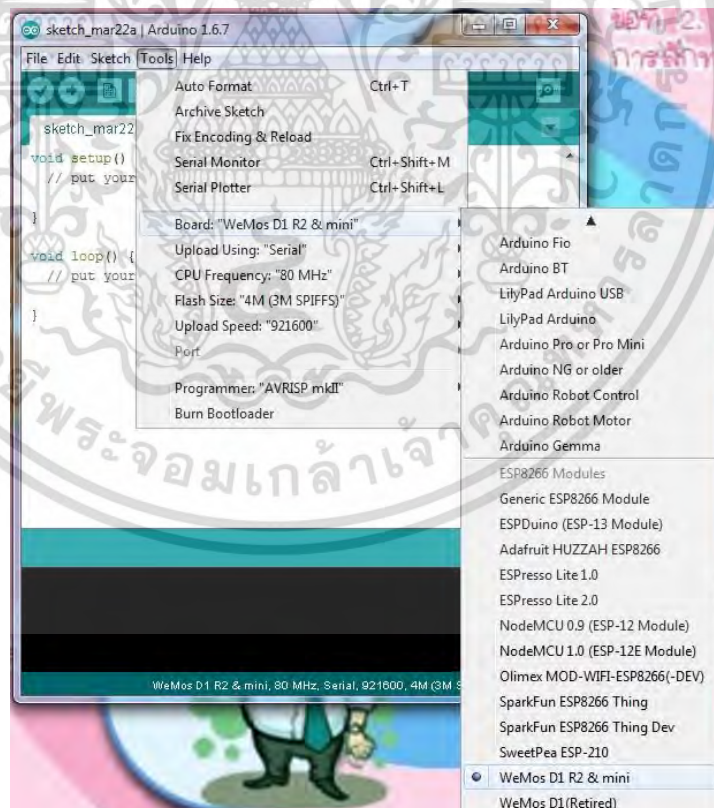 sketch_mar22a | Arduino 1.6.7
File Edit Sketch Tools Help
sketch_mar22
void setup()
// put your
}
void loop() {
// put your
}
Auto Format Ctrl+T
Archive Sketch
Fix Encoding & Reload
Serial Monitor Ctrl+Shift+M
Serial Plotter Ctrl+Shift+L
Board: "WeMos D1 R2 & mini"
Upload Using: "Serial"
CPU Frequency: "80 MHz"
Flash Size: "4M (3M SPIFFS)"
Upload Speed: "921600"
Port
Programmer: "AVRISP mkII"
Burn Bootloader
Arduino Fio
Arduino BT
LilyPad Arduino USB
LilyPad Arduino
Arduino Pro or Pro Mini
Arduino NG or older
Arduino Robot Control
Arduino Robot Motor
Arduino Gemma
ESP8266 Modules
Generic ESP8266 Module
ESPDuino (ESP-13 Module)
Adafruit HUZZAH ESP8266
ESPresso Lite 1.0
ESPresso Lite 2.0
NodeMCU 0.9 (ESP-12 Module)
NodeMCU 1.0 (ESP-12E Module)
Olimex MOD-WIFI-ESP8266(-DEV)
SparkFun ESP8266 Thing
SparkFun ESP8266 Thing Dev
SweetPea ESP-210
WeMos D1 R2 & mini
WeMos D1(Retired)
WeMos D1 R2 & mini, 80 MHz, Serial, 921600, 4M (3M S